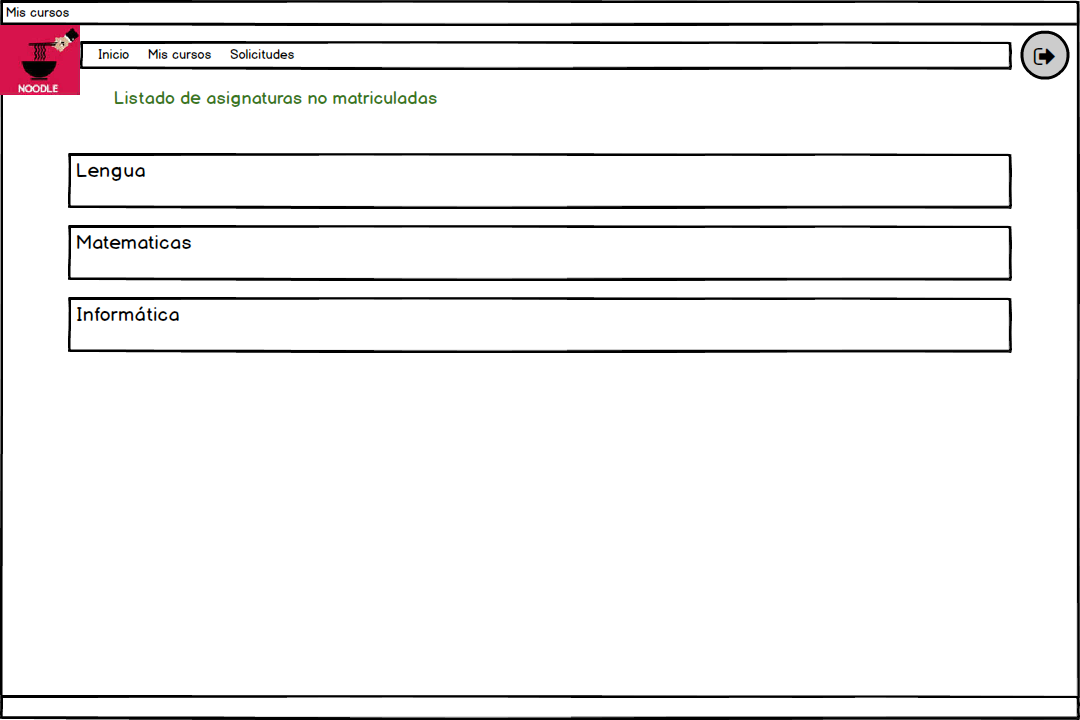 Mis cursos
NOODLE
Inicio Mis cursos Solicitudes
Listado de asignaturas no matriculadas
Lengua
Matematicas
Informática